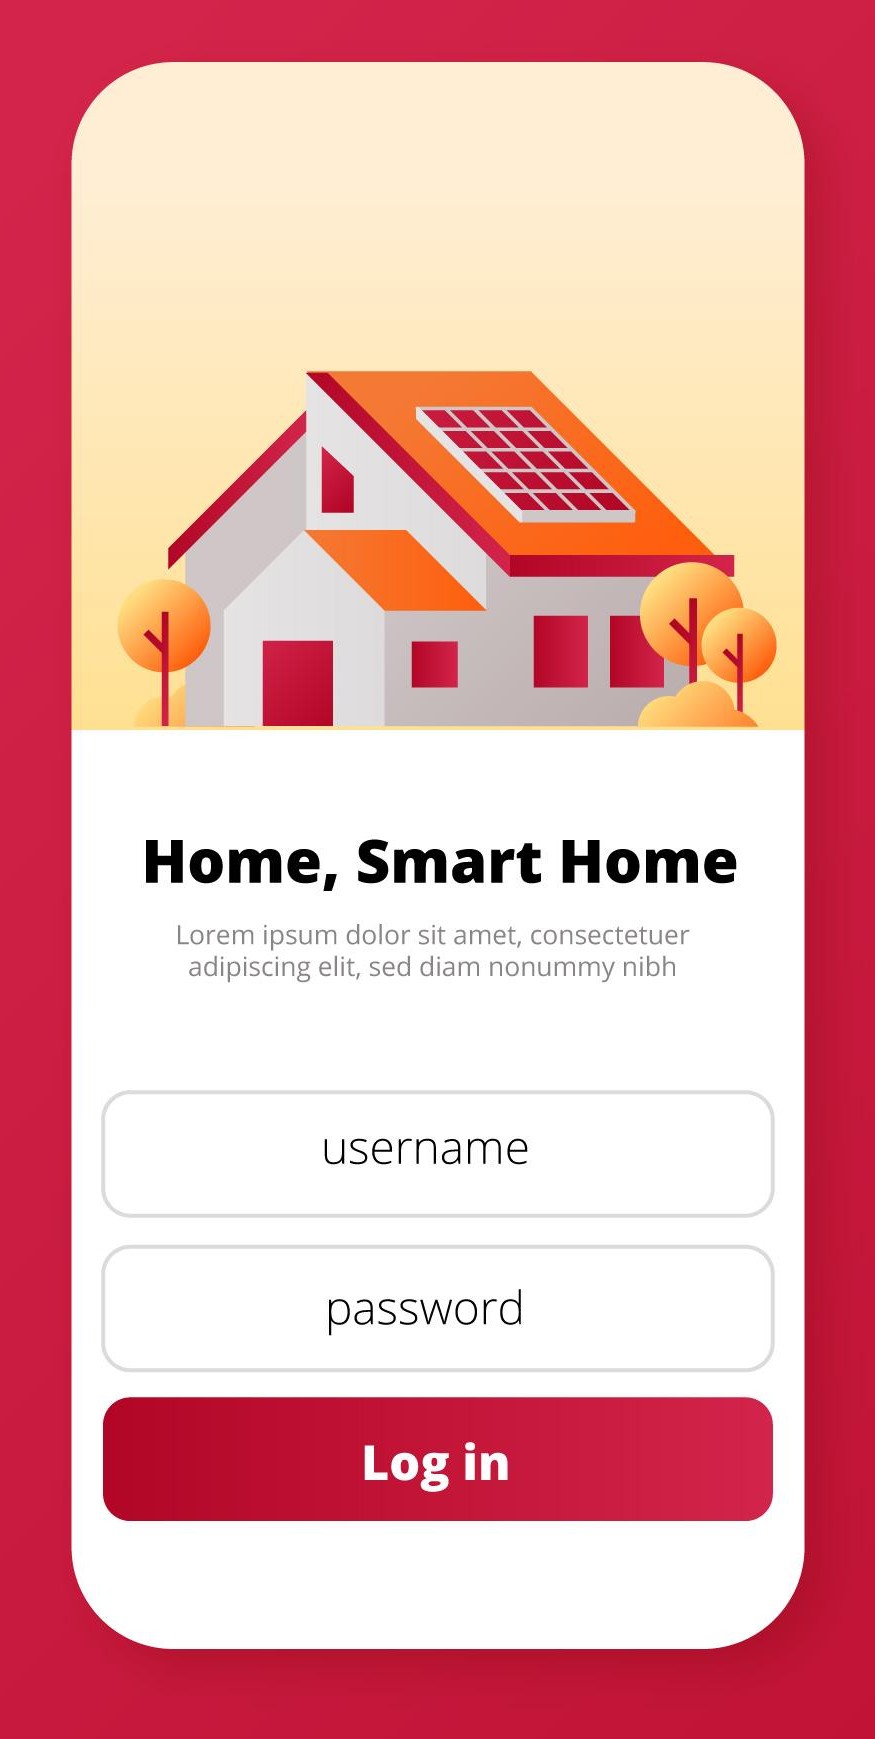 Home, Smart Home
Lorem ipsum dolor sit amet, consectetuer
adipiscing elit, sed diam nonummy nibh
username
password
Log in